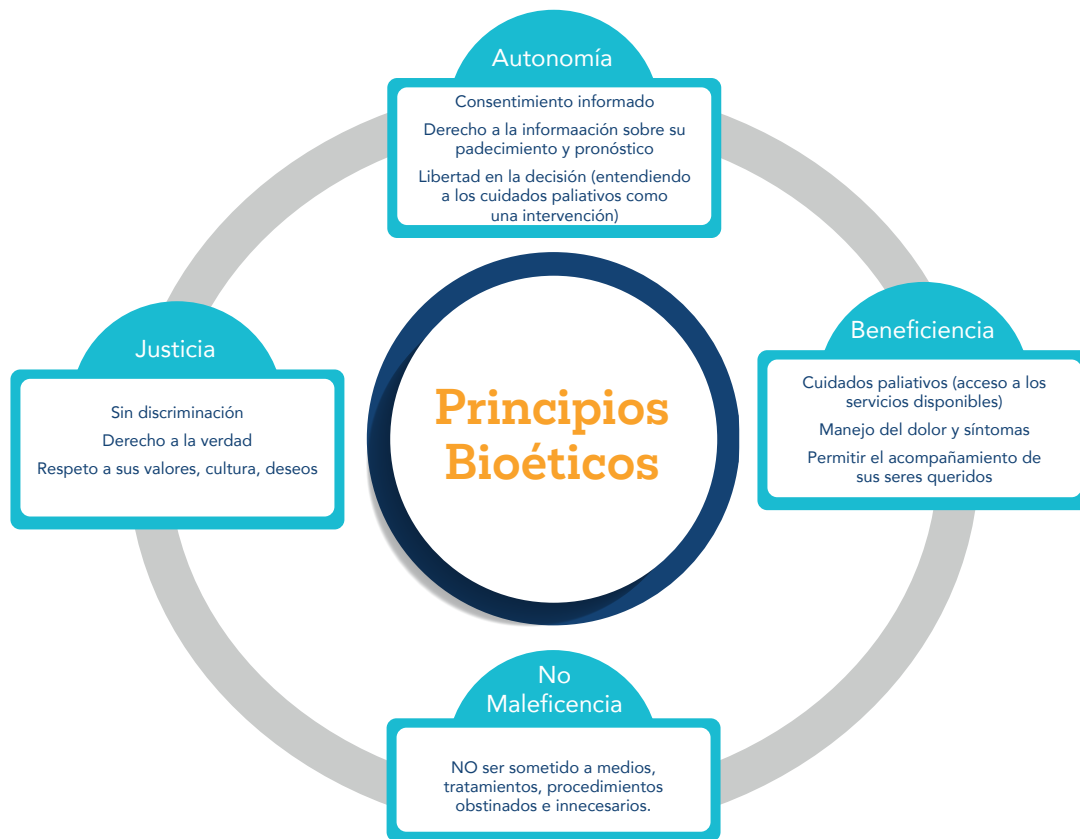 Autonomía
Consentimiento informado
Derecho a la informaación sobre su
padecimiento y pronóstico
Libertad en la decisión (entendiendo
a los cuidados paliativos como
una intervención)
Justicia
Sin discriminación
Derecho a la verdad
Respeto a sus valores, cultura, deseos
Principios
Bioéticos
Beneficiencia
Cuidados paliativos (acceso a los
servicios disponibles)
Manejo del dolor y síntomas
Permitir el acompañamiento de
sus seres queridos
No
Maleficencia
NO ser sometido a medios,
tratamientos, procedimientos
obstinados e innecesarios.